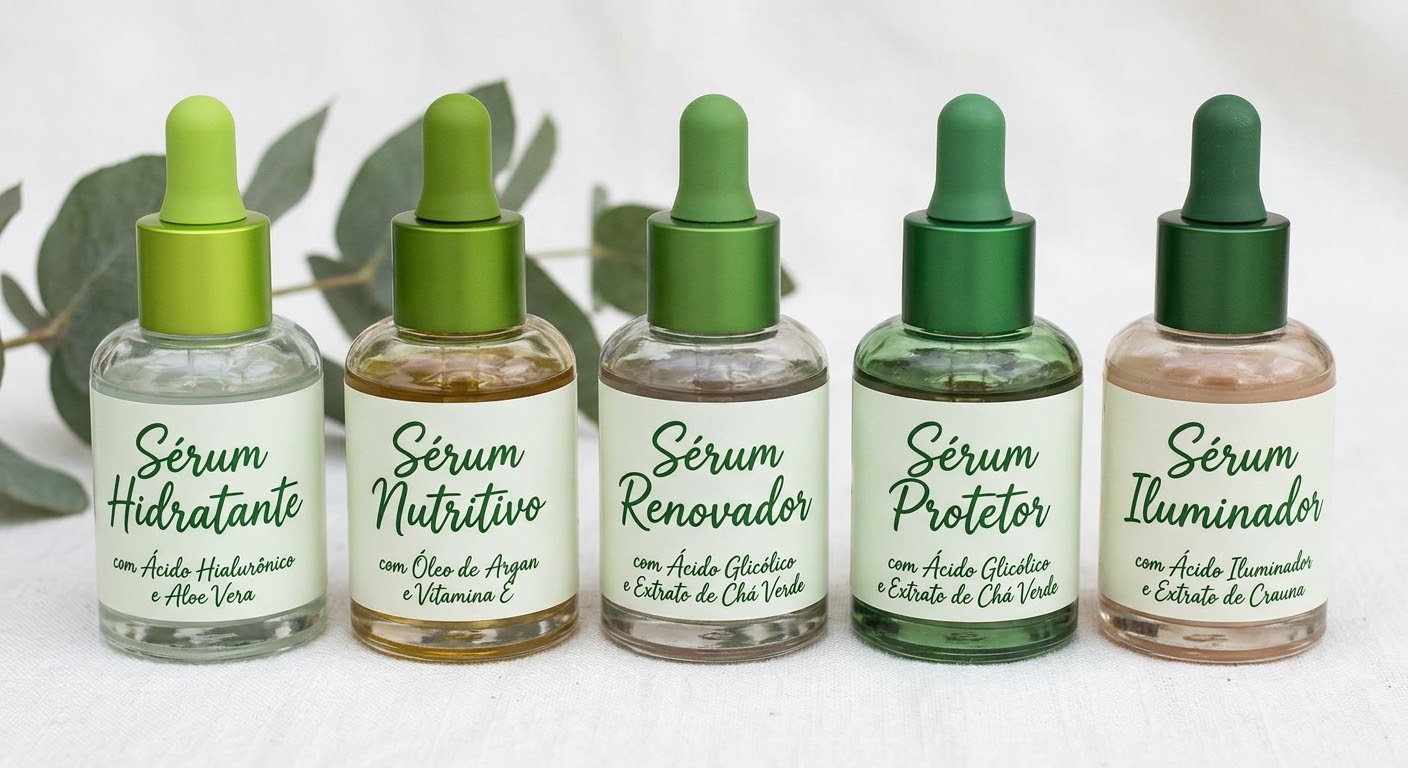 Sérum
Hidratante
com Ácido Hialurônico
e Aloe Vera
Sérum
Nutritivo
com Óleo de Argan
e Vitamina E
Sérum
Renovador
com Ácido Glicólico
e Extrato de Chá Verde
Sérum
Protetor
com Ácido Glicólico
e Extrato de Chá Verde
Sérum
Iluminador
com Ácido Iluminador
e Extrato de Crauna